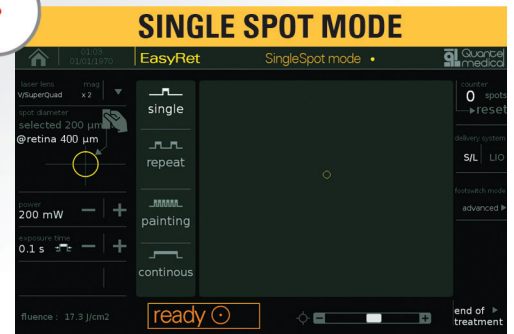 SINGLE SPOT MODE
01:03
01/01/1970
EasyRet
SingleSpot mode
Quantel
medical
laser lens
mag
V/SuperQuad
x 2
spot diameter
selected 200 µm
@retina 400 µm
power
200 mW
exposure time
0.1 s
fluence : 17.3 J/cm2
single
repeat
painting
continous
ready
counter
0 spots
reset
delivery system
S/L
LIO
footswitch mode
advanced
end of
treatment